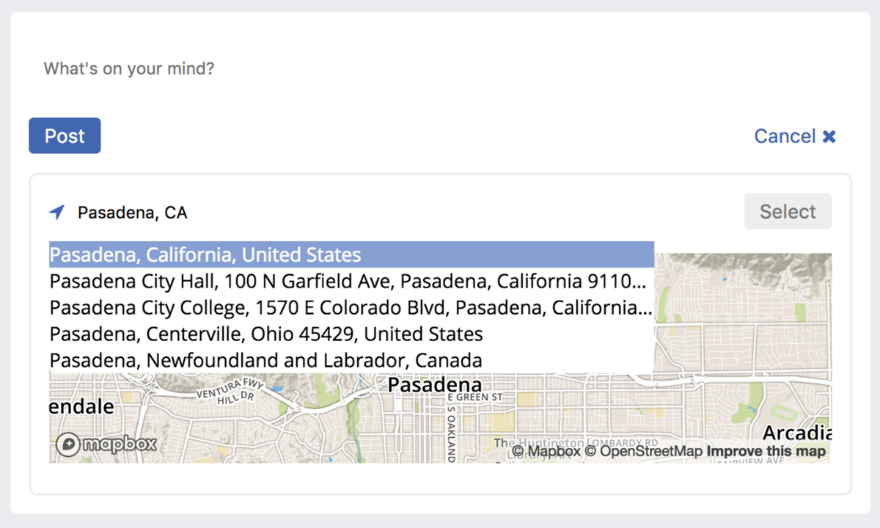 What's on your mind?
Post
Cancel ✖
Pasadena, CA
Select
Pasadena, California, United States
Pasadena City Hall, 100 N Garfield Ave, Pasadena, California 9110...
Pasadena City College, 1570 E Colorado Blvd, Pasadena, California...
Pasadena, Centerville, Ohio 45429, United States
Pasadena, Newfoundland and Labrador, Canada
VENTURA FWY
HILL DR
Pasadena
E GREEN ST
endale
S OAKLAND
Arcadia
The Huntington
LOMBARDY RD
mapbox
© Mapbox © OpenStreetMap Improve this map
FAIRVIEW AVE